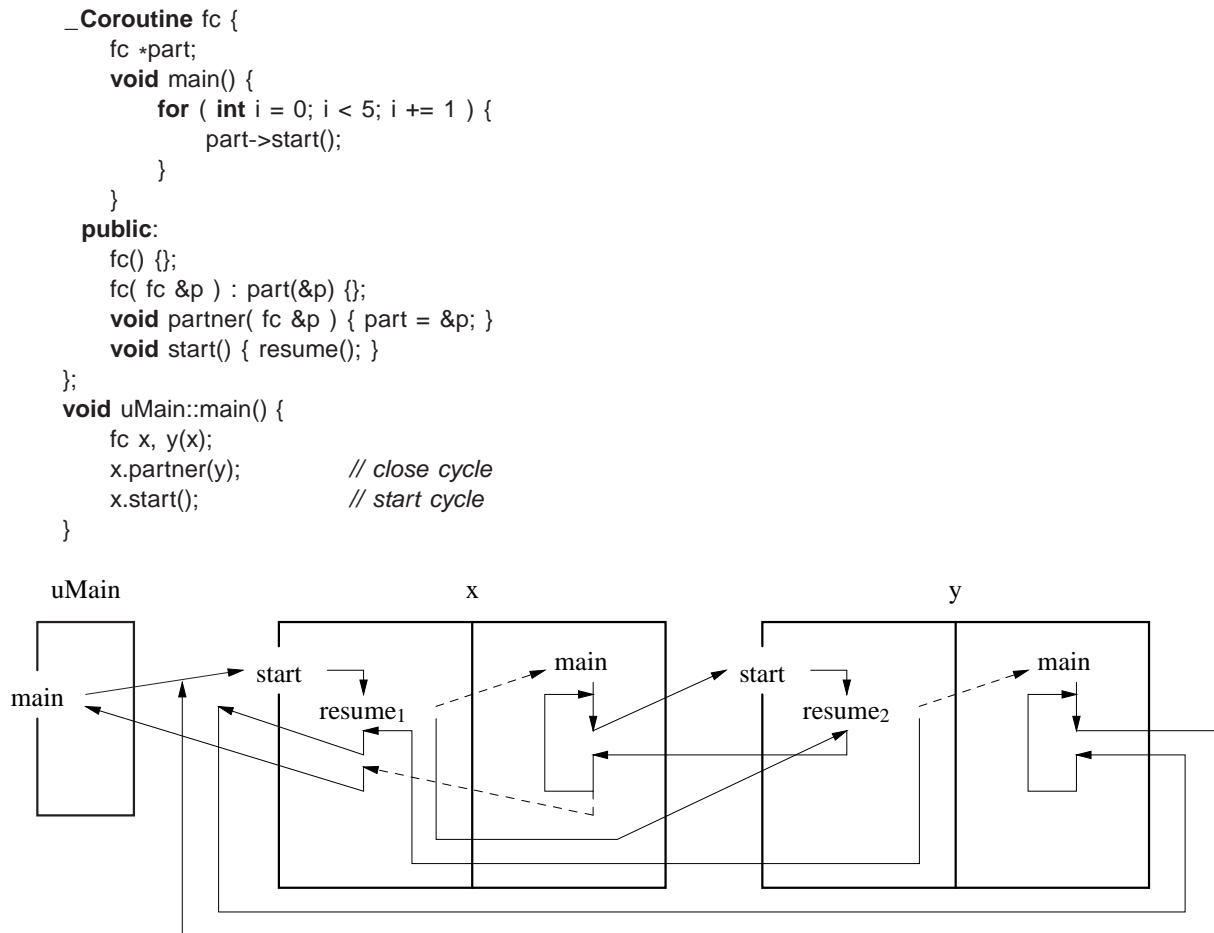 _Coroutine fc {
fc *part;
void main() {
for ( int i = 0; i < 5; i += 1 ) {
part->start();
}
}
public:
fc() {};
fc( fc &p ) : part(&p) {};
void partner( fc &p ) { part = &p; }
void start() { resume(); }
};
void uMain::main() {
fc x, y(x);
x.partner(y); // close cycle
x.start(); // start cycle
}
uMain x y
main start resume1 main start resume2 main